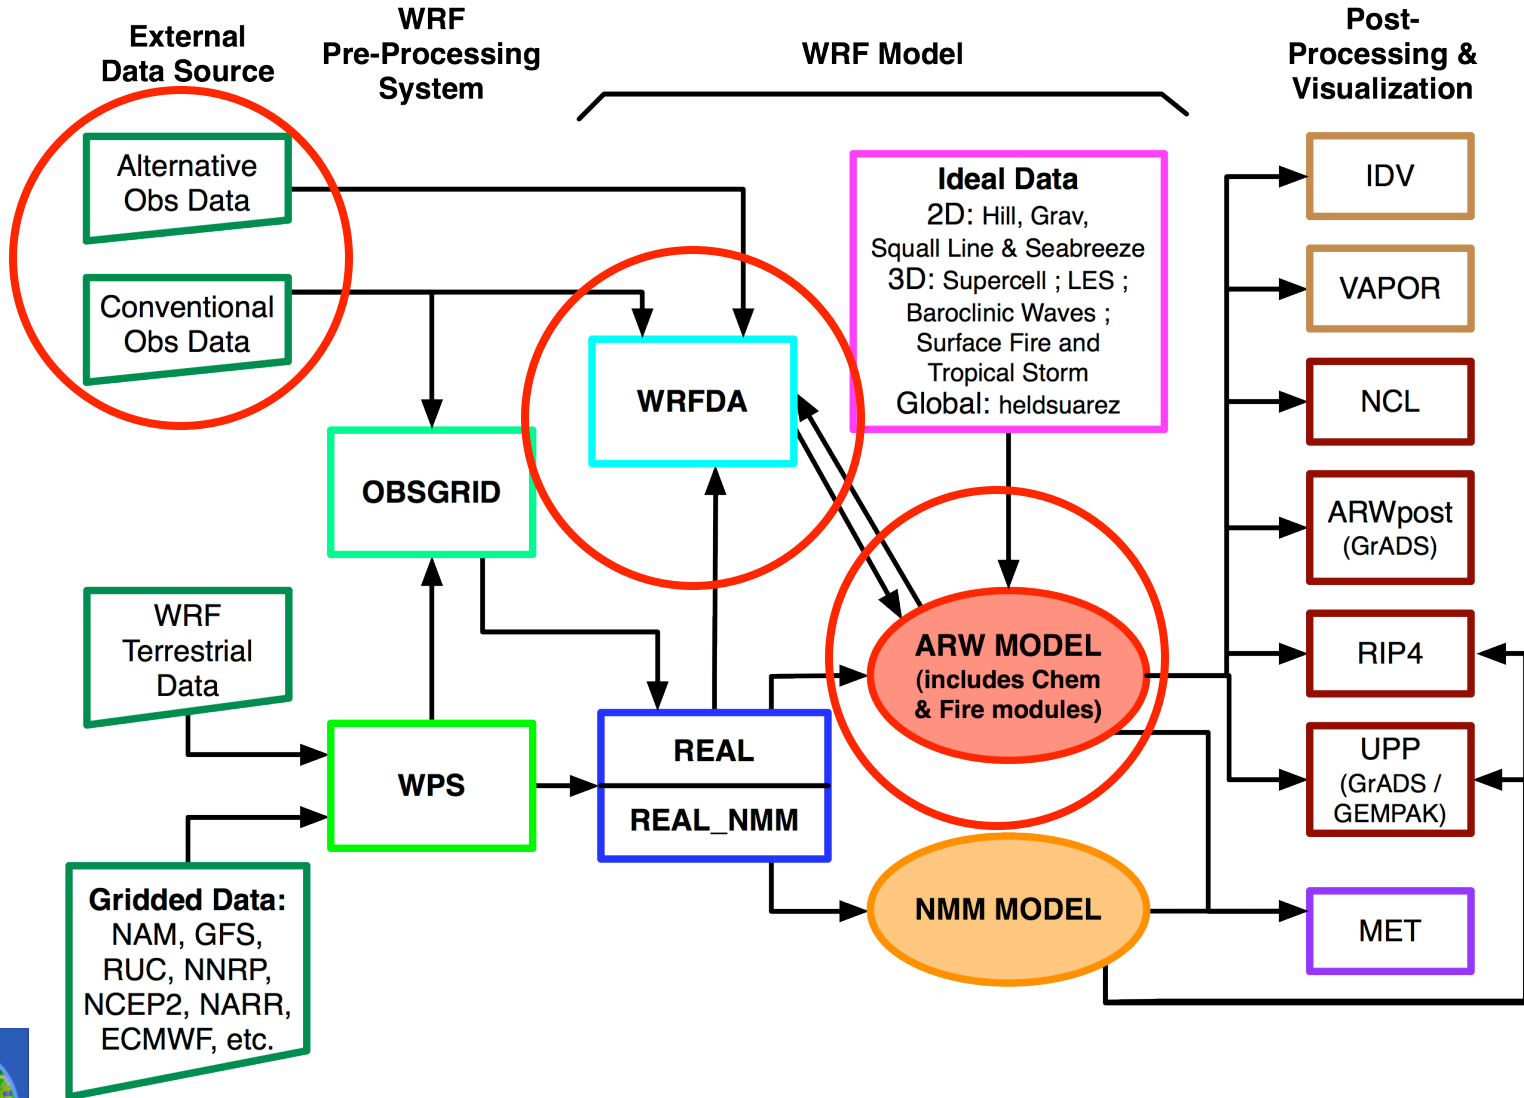 External
Data Source
WRF
Pre-Processing
System
WRF Model
Post-
Processing &
Visualization
Alternative
Obs Data
Conventional
Obs Data
WRF
Terrestrial
Data
Gridded Data:
NAM, GFS,
RUC, NNRP,
NCEP2, NARR,
ECMWF, etc.
OBSGRID
WPS
WRFDA
REAL
REAL_NMM
Ideal Data
2D: Hill, Grav,
Squall Line & Seabreeze
3D: Supercell ; LES ;
Baroclinic Waves ;
Surface Fire and
Tropical Storm
Global: heldsuarez
ARW MODEL
(includes Chem
& Fire modules)
NMM MODEL
IDV
VAPOR
NCL
ARWpost
(GrADS)
RIP4
UPP
(GrADS /
GEMPAK)
MET